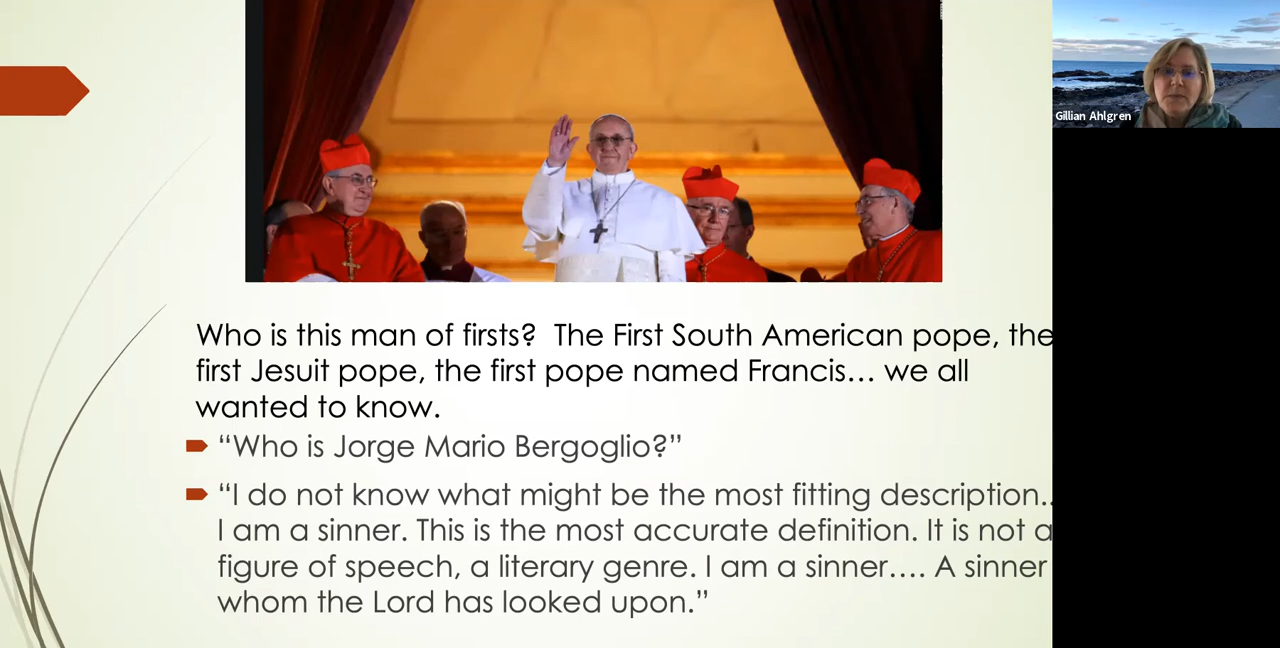 Gillian Ahlgren
Who is this man of firsts?  The First South American pope, the
first Jesuit pope, the first pope named Francis… we all
wanted to know.
“Who is Jorge Mario Bergoglio?”
“I do not know what might be the most fitting description..
I am a sinner. This is the most accurate definition. It is not a
figure of speech, a literary genre. I am a sinner…. A sinner
whom the Lord has looked upon.”